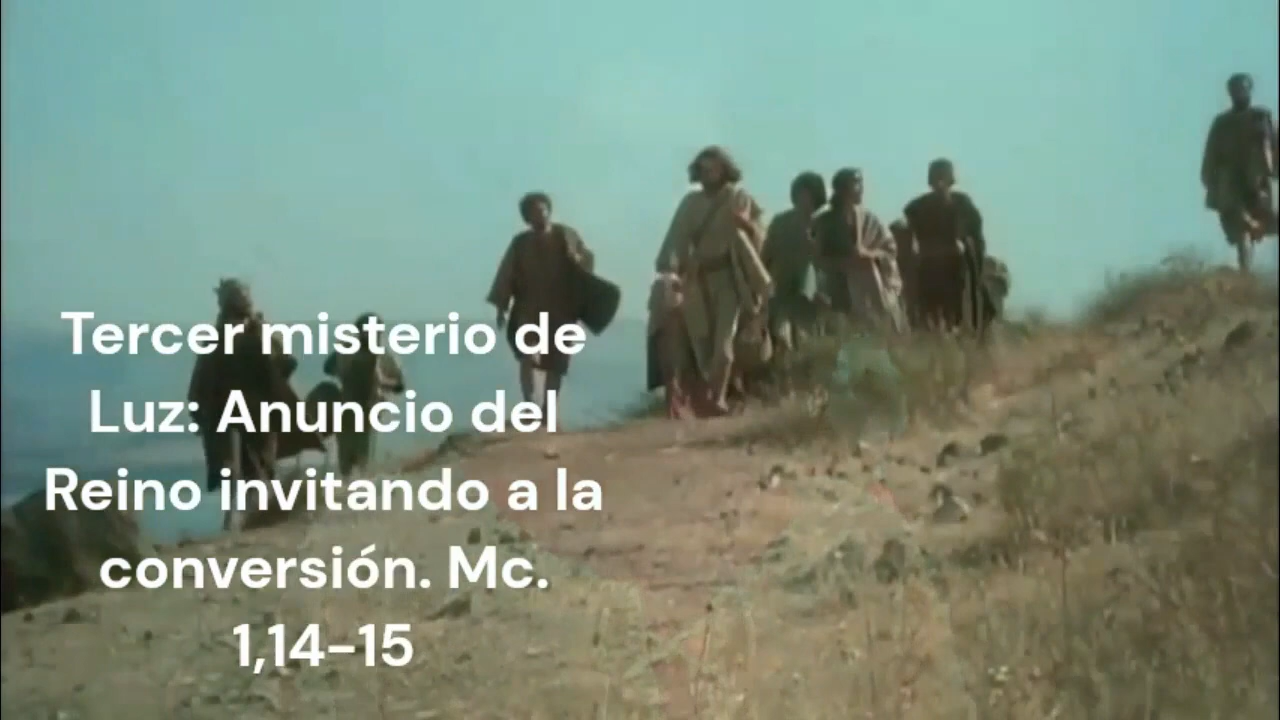 Tercer misterio de
Luz: Anuncio del
Reino invitando a la
conversión. Mc.
1,14-15